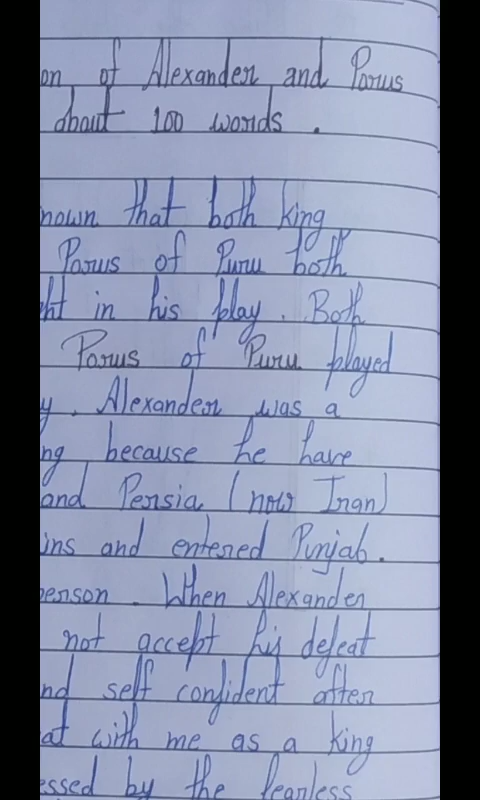 on of Alexander and Porus
about 100 words.
nown that both king
Porus of Puru both
ht in his play. Both
Porus of Puru played
y. Alexander was a
ng because he have
and Persia (now Iran)
ins and entered Punjab.
person. When Alexander
not accept his defeat
nd self confident after
at with me as a king
essed by the fearless